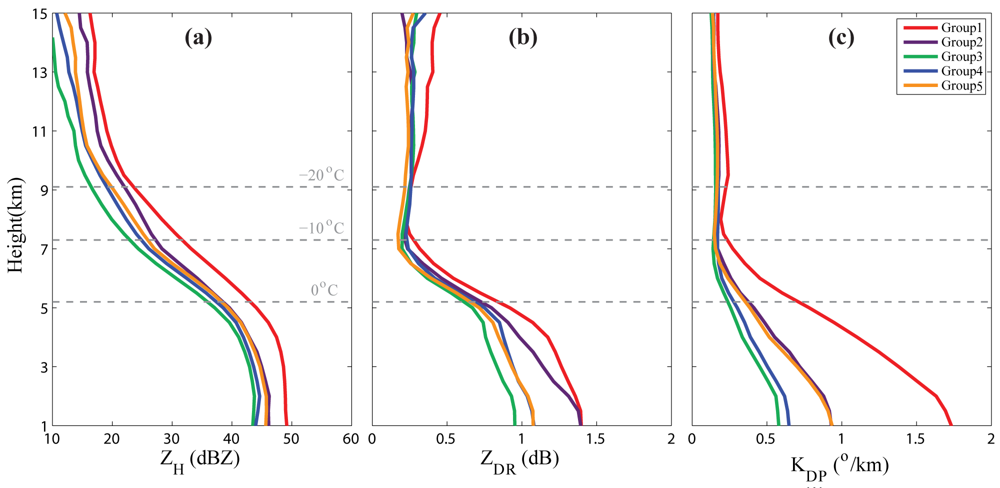 (a)
(b)
(c)
Group1
Group2
Group3
Group4
Group5
15
13
11
9
7
5
3
1
Height(km)
−20°C
−10°C
0°C
10 20 30 40 50 60
0 0.5 1 1.5 2
0 0.5 1 1.5 2
Z_H (dBZ)
Z_DR (dB)
K_DP (°/km)